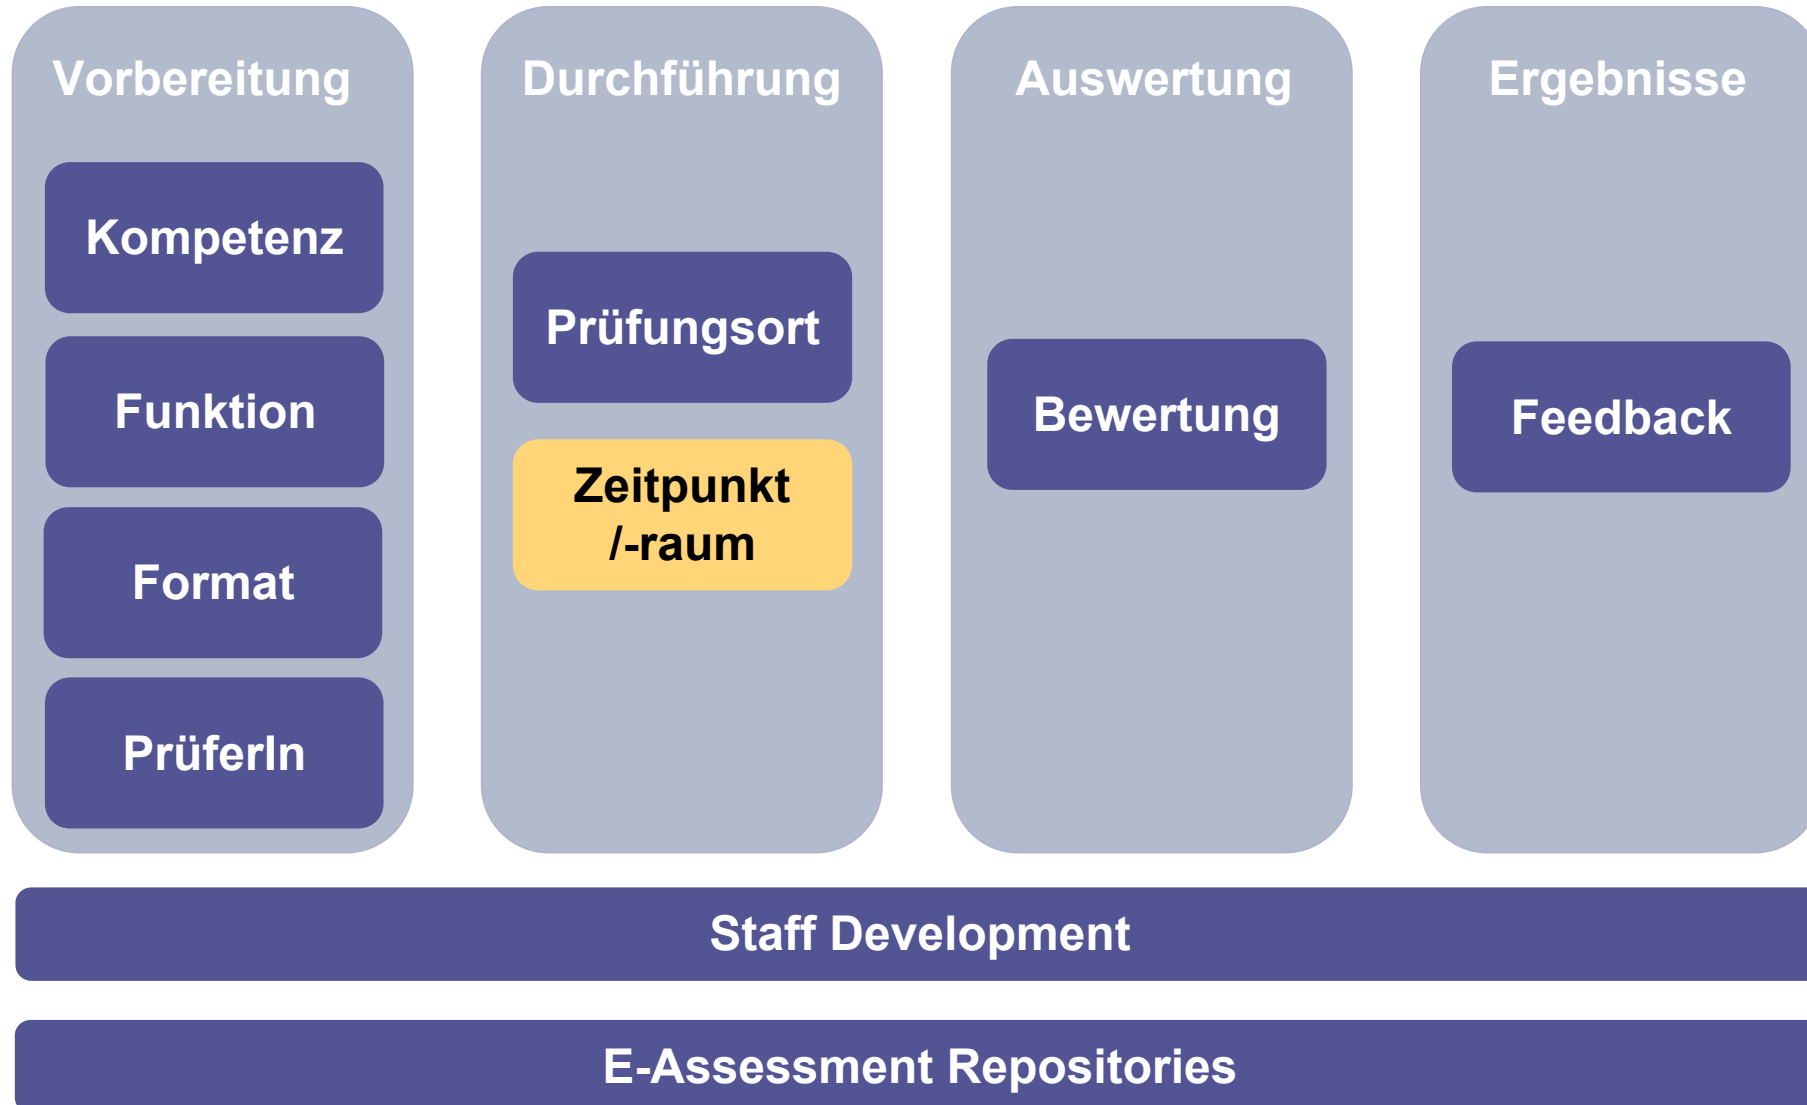 Vorbereitung
Kompetenz
Funktion
Format
PrüferIn
Durchführung
Prüfungsort
Zeitpunkt
/-raum
Auswertung
Bewertung
Ergebnisse
Feedback
Staff Development
E-Assessment Repositories